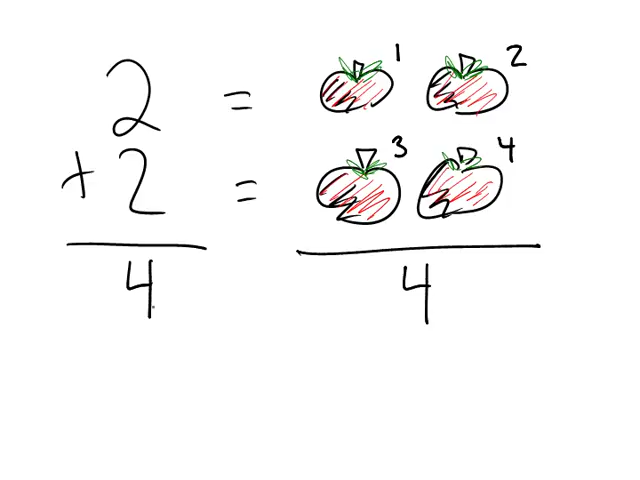 2 = 1 2
+ 2 = 3 4
4 4